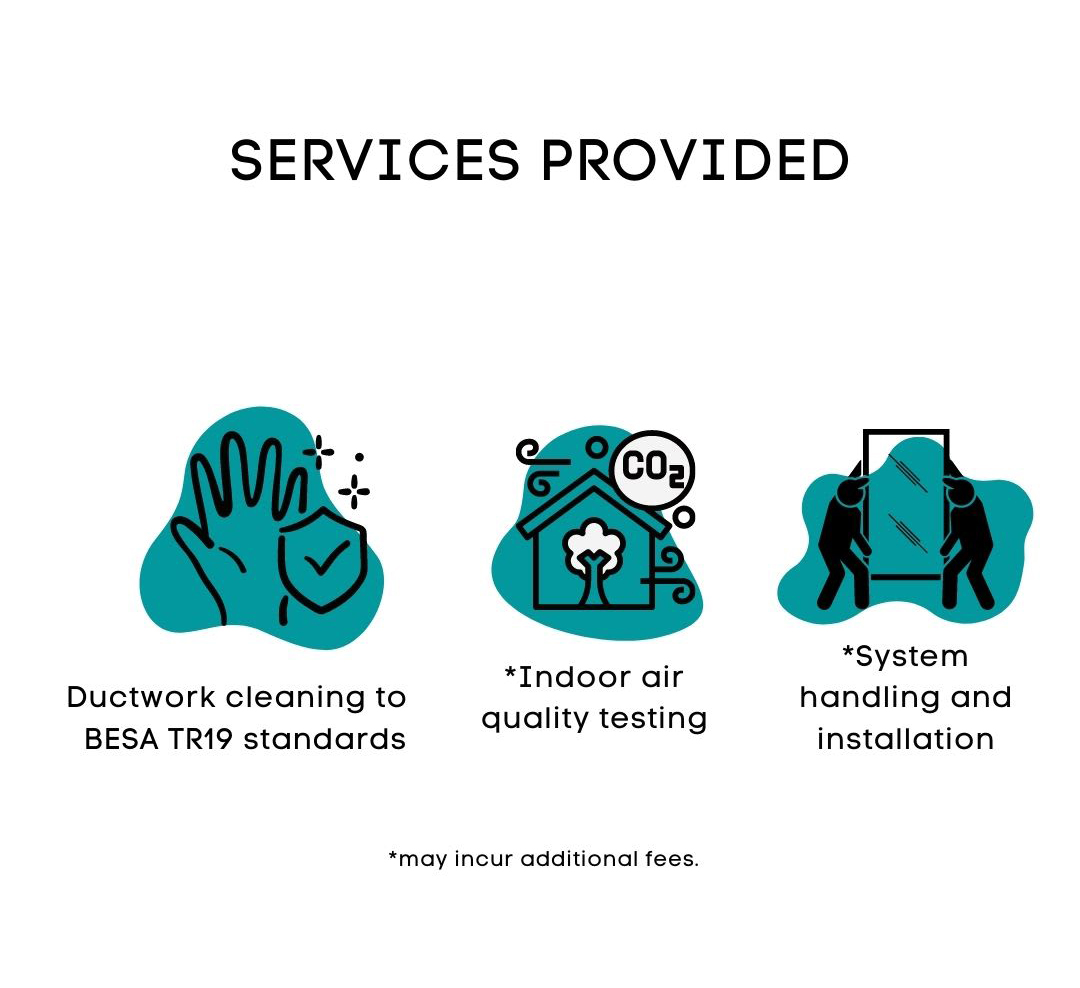 SERVICES PROVIDED
CO₂
Ductwork cleaning to
BESA TR19 standards
*Indoor air
quality testing
*System
handling and
installation
*may incur additional fees.